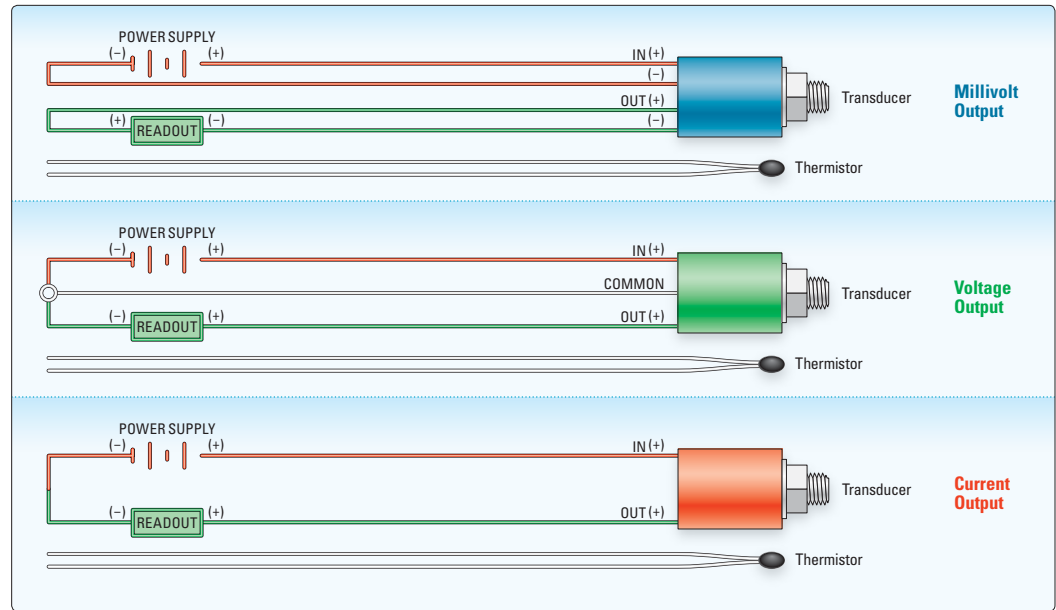 POWER SUPPLY
(–) (+) IN (+)
(–)
Transducer
Millivolt
Output
OUT (+)
(+) READOUT (–) (–)
Thermistor
POWER SUPPLY
(–) (+) IN (+)
COMMON
Transducer
Voltage
Output
(–) READOUT (+) OUT (+)
Thermistor
POWER SUPPLY
(–) (+) IN (+)
Transducer
Current
Output
(–) READOUT (+) OUT (+)
Thermistor